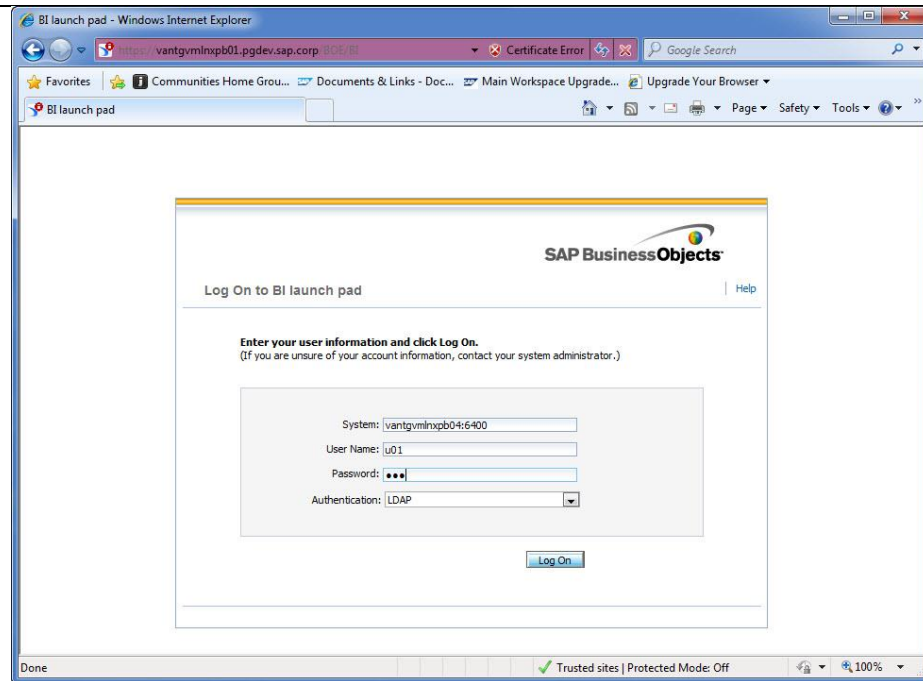 BI launch pad - Windows Internet Explorer
https://vantgvmlnxpb01.pgdev.sap.corp/BOE/BI Certificate Error Google Search
Favorites Communities Home Grou... Documents & Links - Doc... Main Workspace Upgrade... Upgrade Your Browser
BI launch pad Page Safety Tools »
SAP BusinessObjects
Log On to BI launch pad Help
Enter your user information and click Log On.
(If you are unsure of your account information, contact your system administrator.)
System: vantgvmlnxpb04:6400
User Name: u01
Password: •••
Authentication: LDAP
Log On
Done Trusted sites | Protected Mode: Off 100%